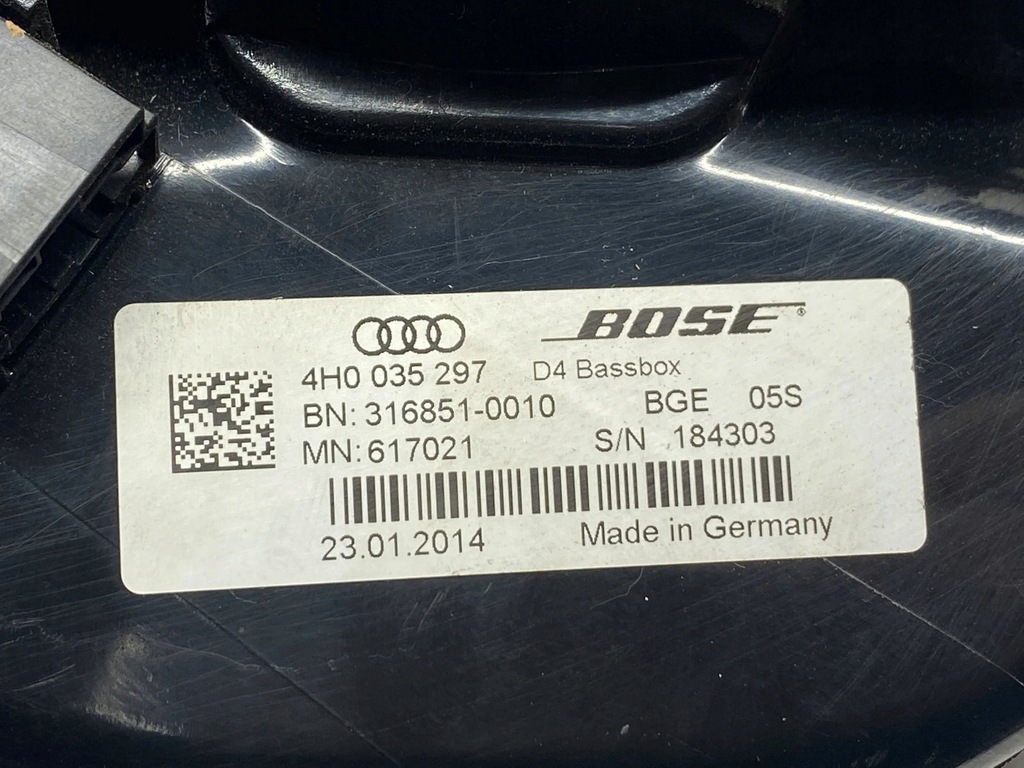 BOSE®
4H0 035 297 D4 Bassbox
BN: 316851-0010 BGE 05S
MN: 617021 S/N 184303
23.01.2014 Made in Germany